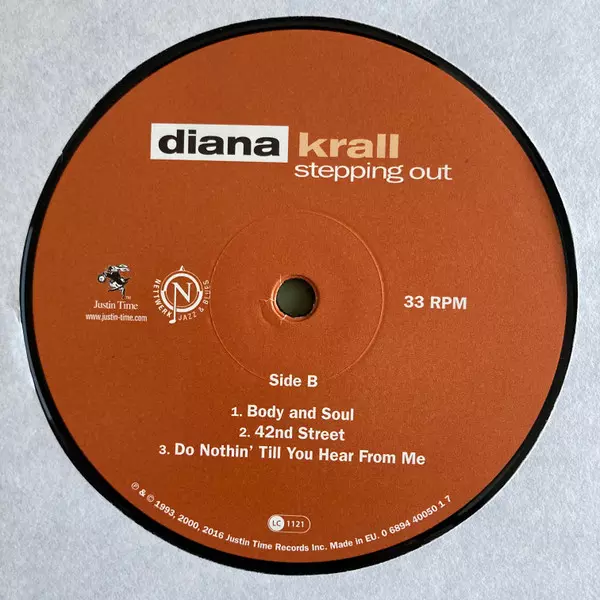 diana krall
stepping out
Justin Time
TM
www.justin-time.com
NETTWERK JAZZ & BLUES
N
33 RPM
Side B
1. Body and Soul
2. 42nd Street
3. Do Nothin' Till You Hear From Me
LC 1121
℗ & © 1993, 2000, 2016 Justin Time Records Inc. Made in EU. 0 6894 40050 1 7